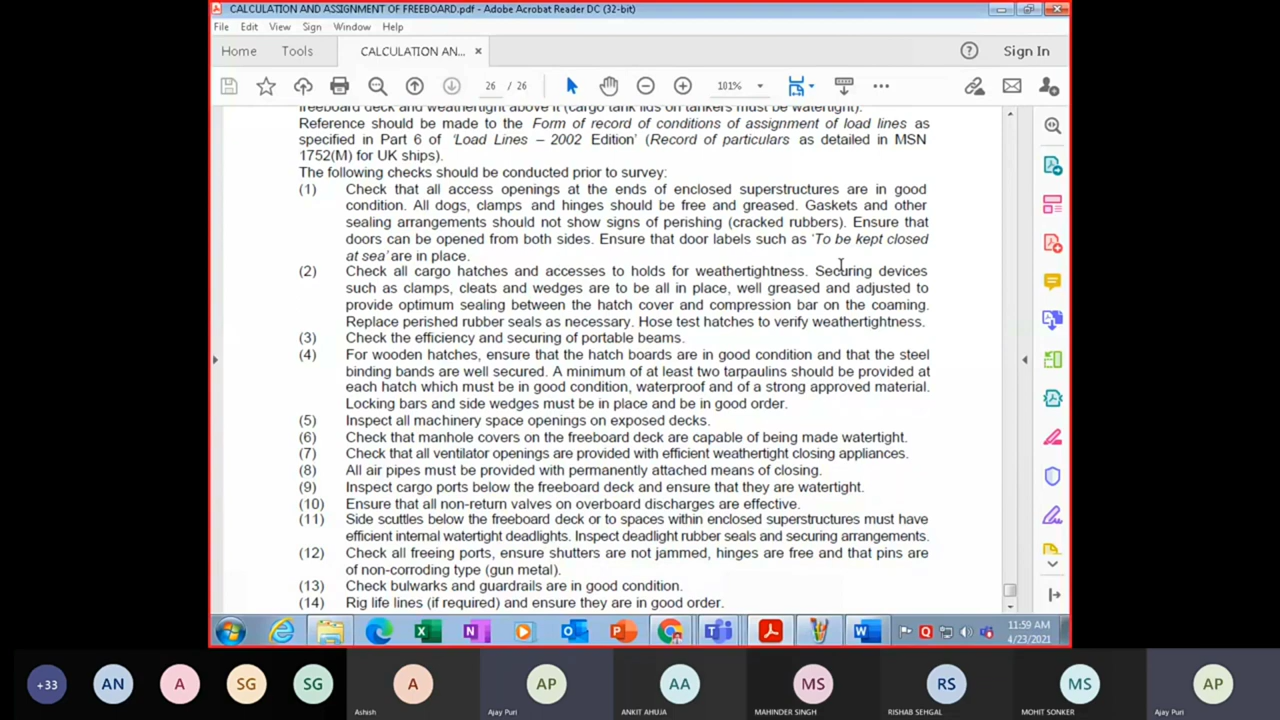 CALCULATION AND ASSIGNMENT OF FREEBOARD.pdf - Adobe Acrobat Reader DC (32-bit)
File Edit View Sign Window Help
Home Tools CALCULATION AN... × ? Sign In
26 / 26 101%
freeboard deck and weathertight above it (cargo tank lids on tankers must be watertight).
Reference should be made to the Form of record of conditions of assignment of load lines as
specified in Part 6 of ‘Load Lines – 2002 Edition’ (Record of particulars as detailed in MSN
1752(M) for UK ships).
The following checks should be conducted prior to survey:
(1) Check that all access openings at the ends of enclosed superstructures are in good
condition. All dogs, clamps and hinges should be free and greased. Gaskets and other
sealing arrangements should not show signs of perishing (cracked rubbers). Ensure that
doors can be opened from both sides. Ensure that door labels such as ‘To be kept closed
at sea’ are in place.
(2) Check all cargo hatches and accesses to holds for weathertightness. Securing devices
such as clamps, cleats and wedges are to be all in place, well greased and adjusted to
provide optimum sealing between the hatch cover and compression bar on the coaming.
Replace perished rubber seals as necessary. Hose test hatches to verify weathertightness.
(3) Check the efficiency and securing of portable beams.
(4) For wooden hatches, ensure that the hatch boards are in good condition and that the steel
binding bands are well secured. A minimum of at least two tarpaulins should be provided at
each hatch which must be in good condition, waterproof and of a strong approved material.
Locking bars and side wedges must be in place and be in good order.
(5) Inspect all machinery space openings on exposed decks.
(6) Check that manhole covers on the freeboard deck are capable of being made watertight.
(7) Check that all ventilator openings are provided with efficient weathertight closing appliances.
(8) All air pipes must be provided with permanently attached means of closing.
(9) Inspect cargo ports below the freeboard deck and ensure that they are watertight.
(10) Ensure that all non-return valves on overboard discharges are effective.
(11) Side scuttles below the freeboard deck or to spaces within enclosed superstructures must have
efficient internal watertight deadlights. Inspect deadlight rubber seals and securing arrangements.
(12) Check all freeing ports, ensure shutters are not jammed, hinges are free and that pins are
of non-corroding type (gun metal).
(13) Check bulwarks and guardrails are in good condition.
(14) Rig life lines (if required) and ensure they are in good order.
11:59 AM
4/23/2021
+33 AN A SG SG A AP AA MS RS MS AP
Ashish Ajay Puri ANKIT AHUJA MAHINDER SINGH RISHAB SEHGAL MOHIT SONKER Ajay Puri